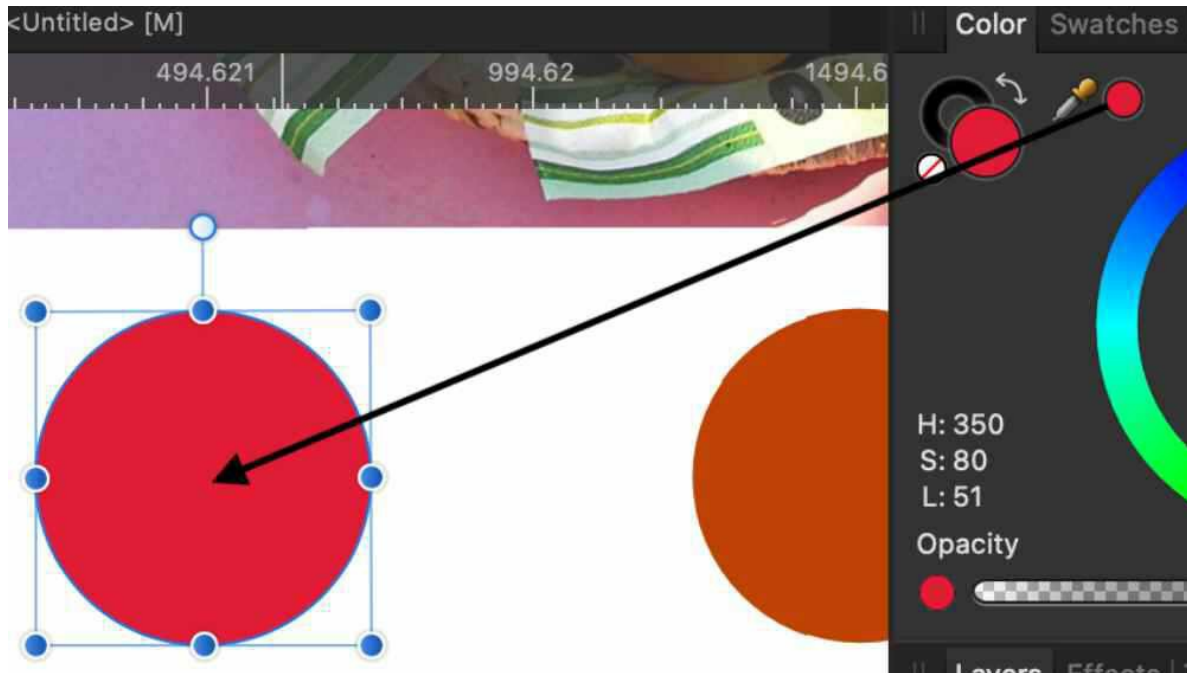 <Untitled> [M]
Color Swatches
494.621 994.62 1494.6
H: 350
S: 80
L: 51
Opacity
Layers Effects